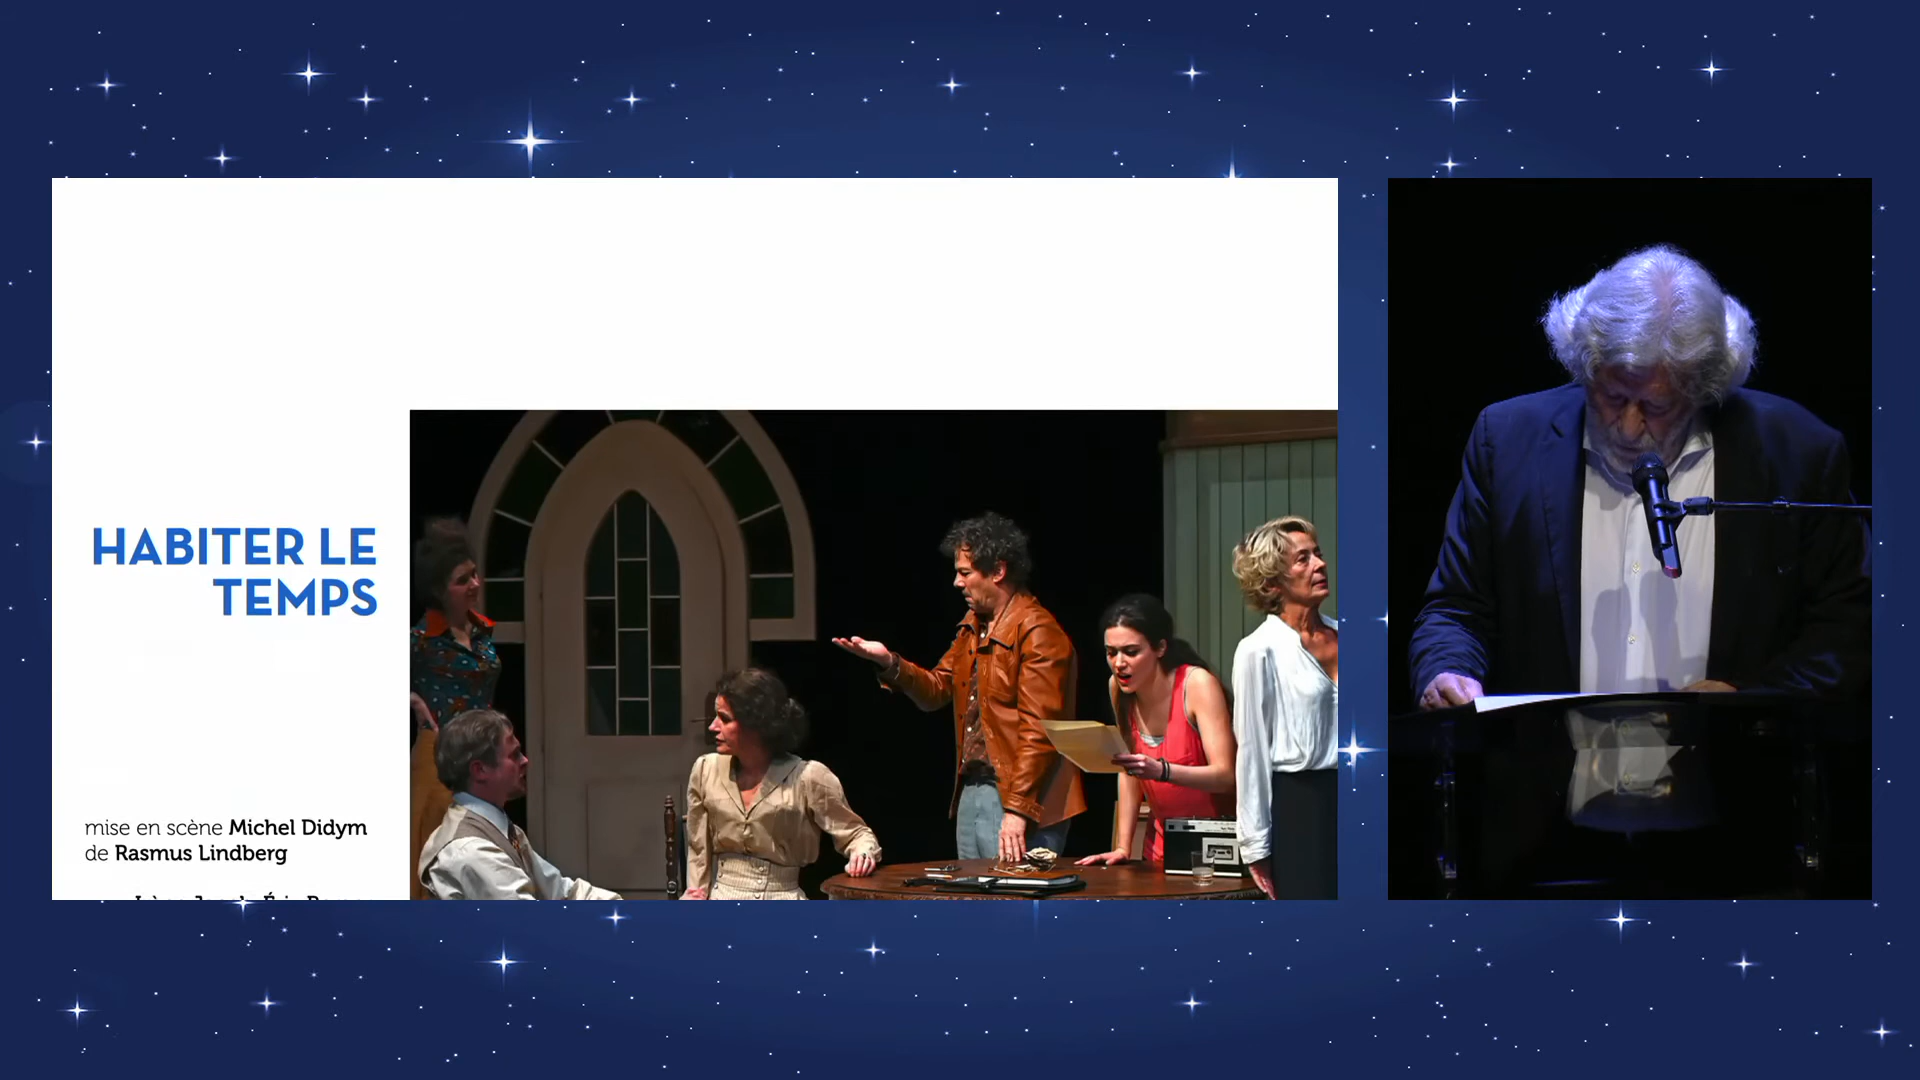 HABITER LE
TEMPS
mise en scène Michel Didym
de Rasmus Lindberg